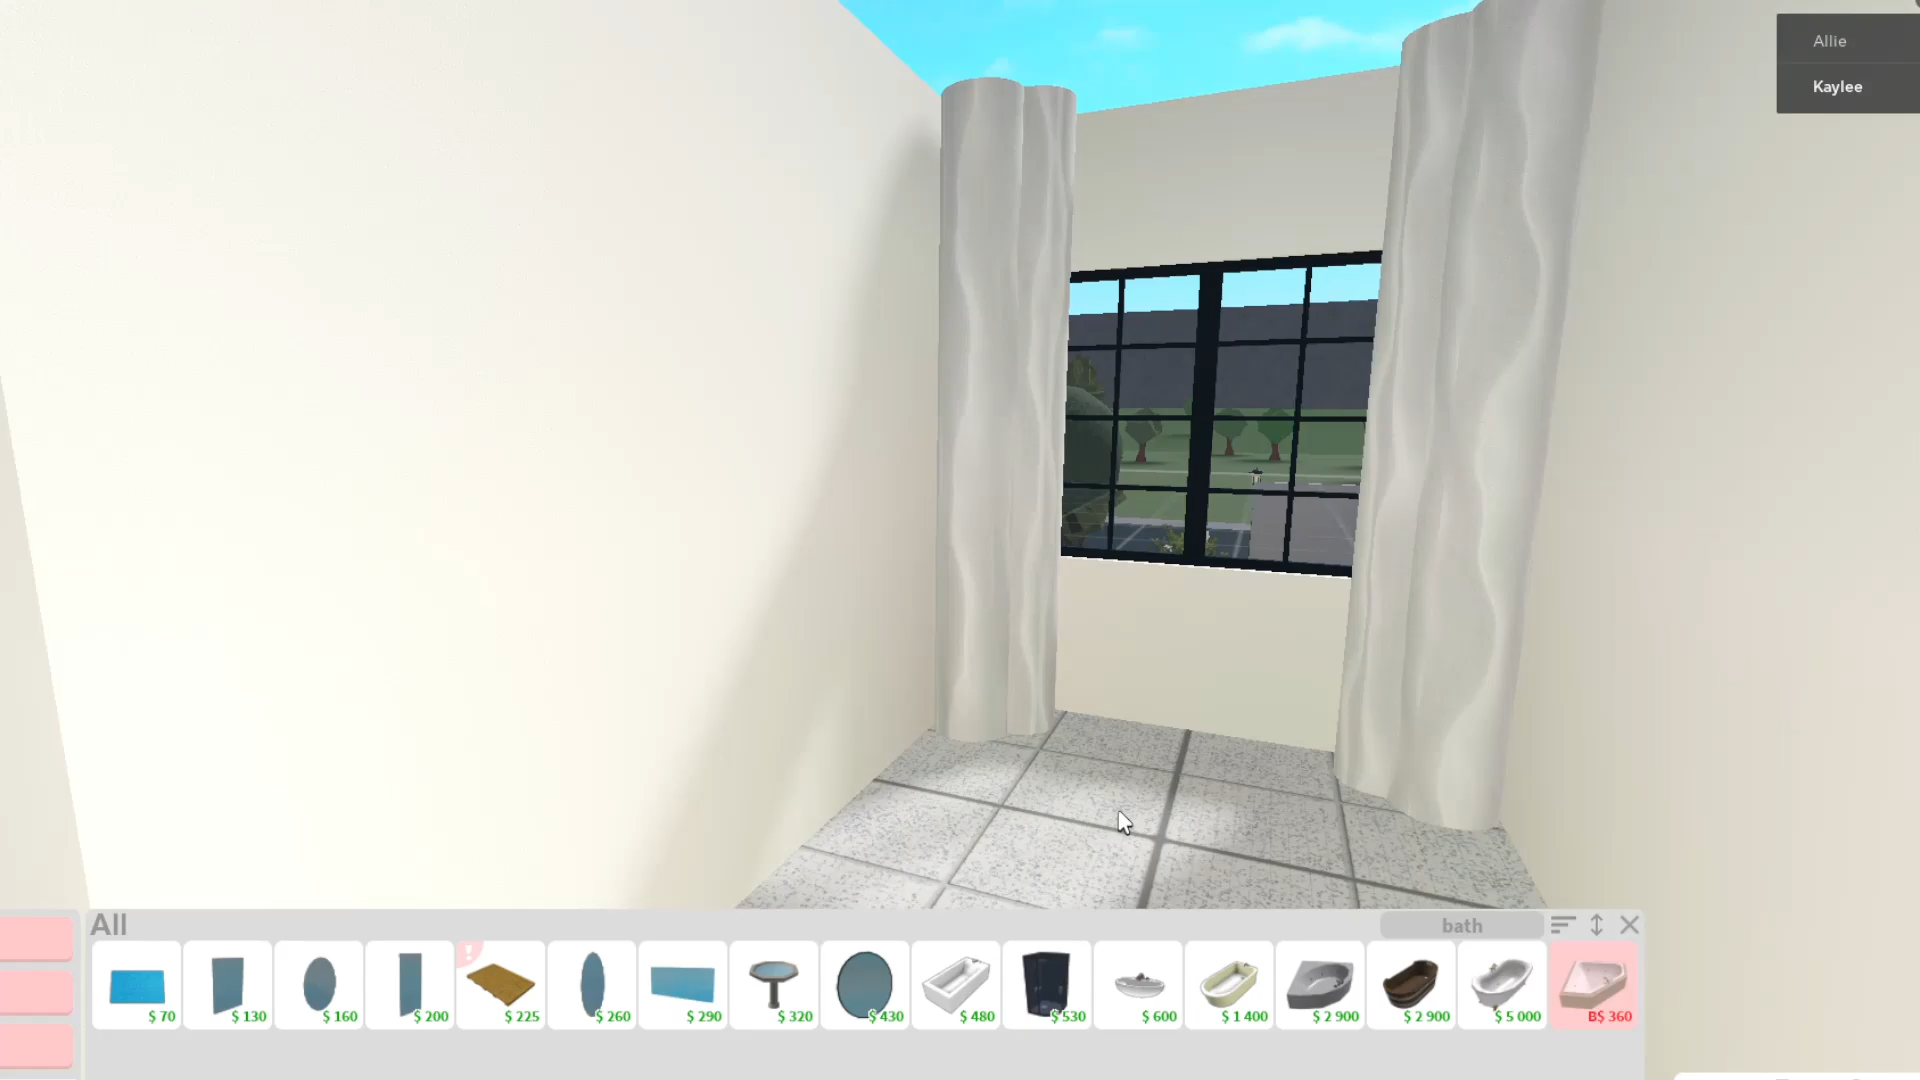 Allie
Kaylee
All
bath
!
$ 70
$ 130
$ 160
$ 200
$ 225
$ 260
$ 290
$ 320
$ 430
$ 480
$ 530
$ 600
$ 1 400
$ 2 900
$ 2 900
$ 5 000
B$ 360